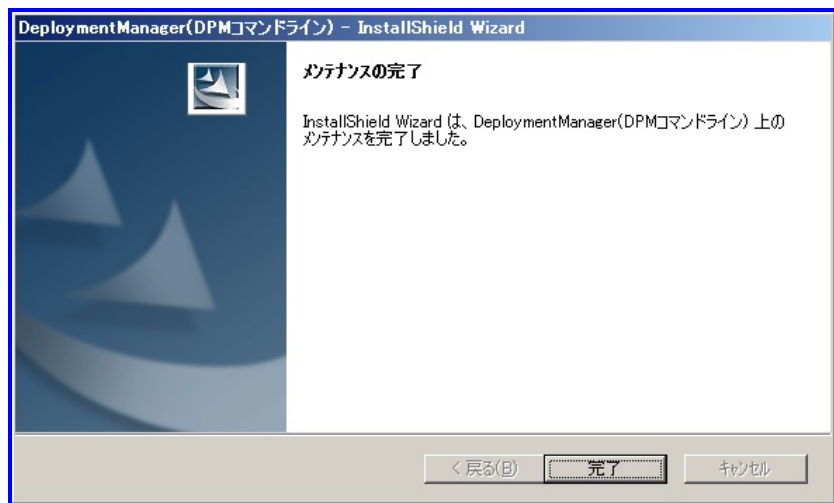 DeploymentManager(DPMコマンドライン) - InstallShield Wizard
メンテナンスの完了
InstallShield Wizard は、DeploymentManager(DPMコマンドライン) 上の
メンテナンスを完了しました。
< 戻る(B)
完了
キャンセル